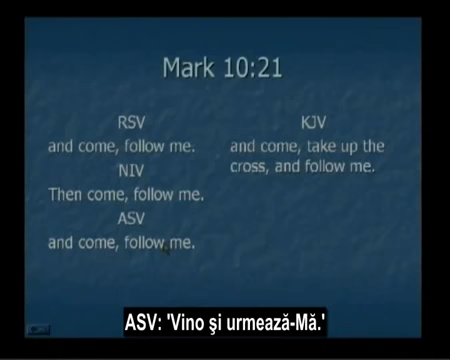 Mark 10:21
RSV
and come, follow me.
NIV
Then come, follow me.
ASV
and come, follow me.
KJV
and come, take up the
cross, and follow me.
ASV: 'Vino şi urmează-Mă.'